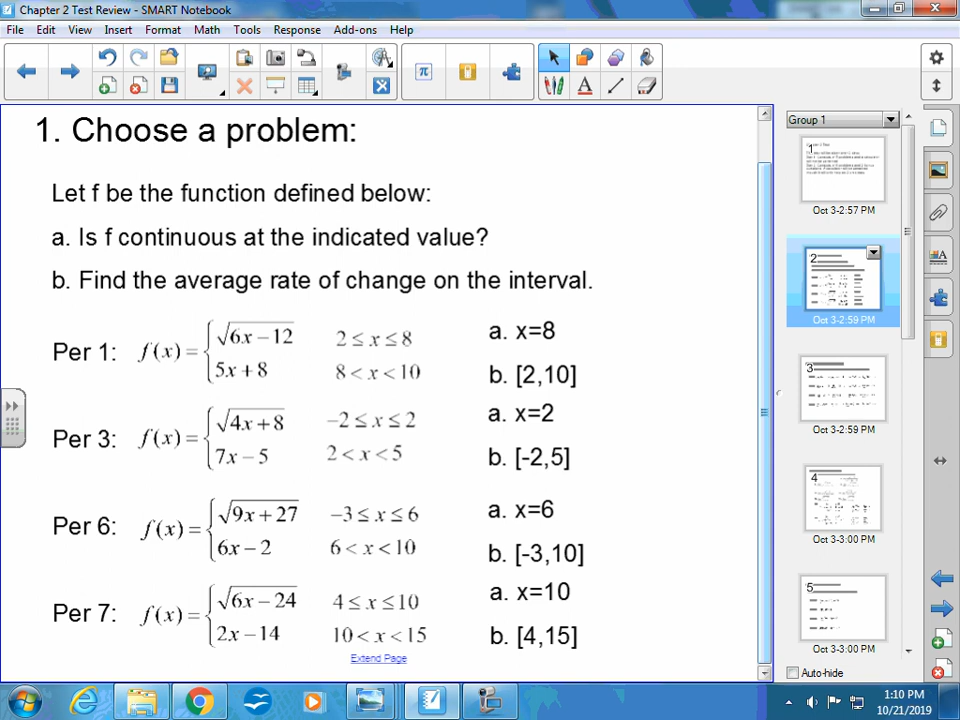 Chapter 2 Test Review - SMART Notebook
File Edit View Insert Format Math Tools Response Add-ons Help
1. Choose a problem:
Let f be the function defined below:
a. Is f continuous at the indicated value?
b. Find the average rate of change on the interval.
Per 1: f(x) = { √(6x − 12) 2 ≤ x ≤ 8 a. x=8
5x + 8 8 < x < 10 b. [2,10]
Per 3: f(x) = { √(4x + 8) −2 ≤ x ≤ 2 a. x=2
7x − 5 2 < x < 5 b. [-2,5]
Per 6: f(x) = { √(9x + 27) −3 ≤ x ≤ 6 a. x=6
6x − 2 6 < x < 10 b. [-3,10]
Per 7: f(x) = { √(6x − 24) 4 ≤ x ≤ 10 a. x=10
2x − 14 10 < x < 15 b. [4,15]
Extend Page
Group 1
1
Oct 3-2:57 PM
2
Oct 3-2:59 PM
3
Oct 3-2:59 PM
4
Oct 3-3:00 PM
5
Oct 3-3:00 PM
Auto-hide
1:10 PM
10/21/2019